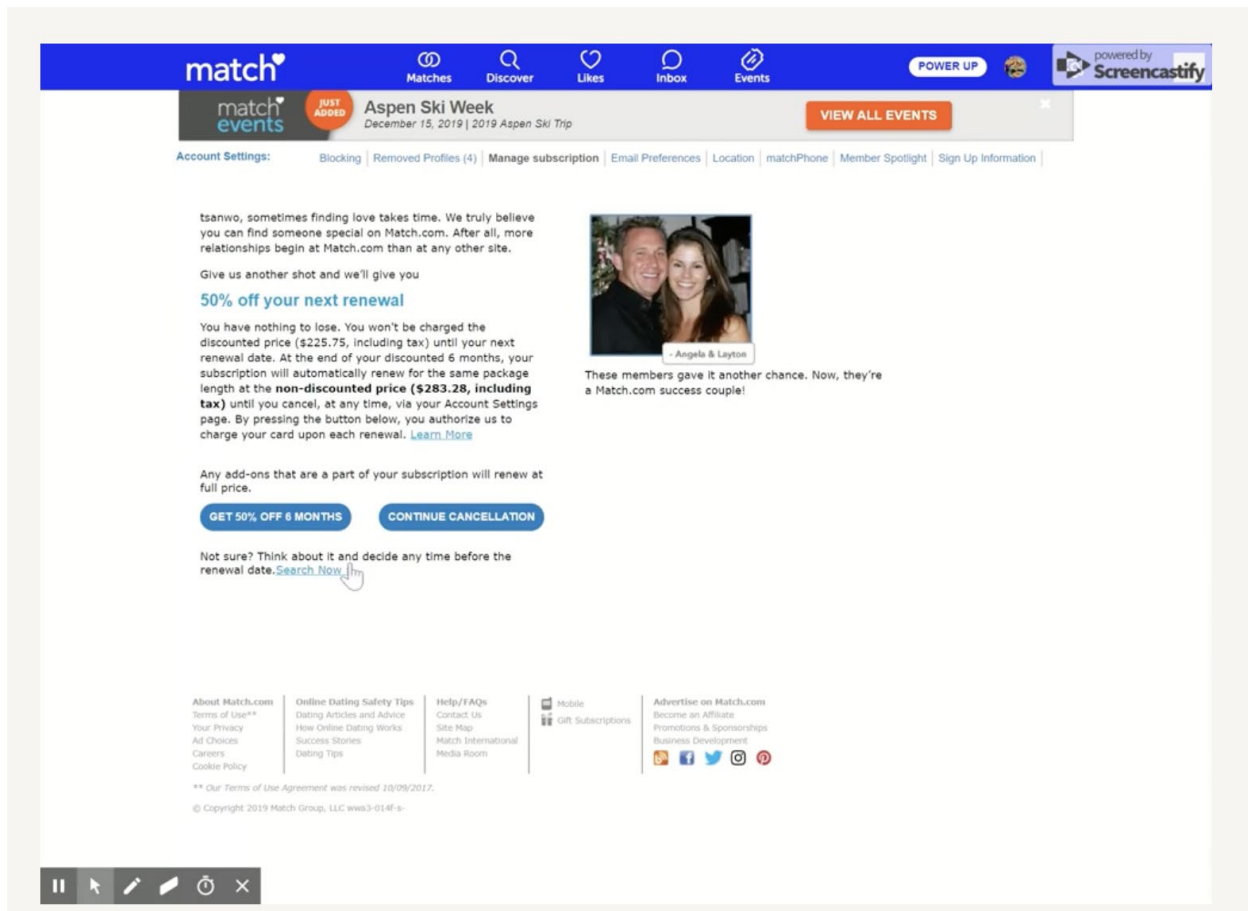 match
Matches
Discover
Likes
Inbox
Events
POWER UP
powered by
Screencastify
match
events
JUST
ADDED
Aspen Ski Week
December 15, 2019 | 2019 Aspen Ski Trip
VIEW ALL EVENTS
Account Settings: Blocking | Removed Profiles (4) | Manage subscription | Email Preferences | Location | matchPhone | Member Spotlight | Sign Up Information |
tsanwo, sometimes finding love takes time. We truly believe
you can find someone special on Match.com. After all, more
relationships begin at Match.com than at any other site.
Give us another shot and we'll give you
50% off your next renewal
You have nothing to lose. You won't be charged the
discounted price ($225.75, including tax) until your next
renewal date. At the end of your discounted 6 months, your
subscription will automatically renew for the same package
length at the non-discounted price ($283.28, including
tax) until you cancel, at any time, via your Account Settings
page. By pressing the button below, you authorize us to
charge your card upon each renewal. Learn More
Any add-ons that are a part of your subscription will renew at
full price.
GET 50% OFF 6 MONTHS
CONTINUE CANCELLATION
Not sure? Think about it and decide any time before the
renewal date.Search Now
- Angela & Layton
These members gave it another chance. Now, they're
a Match.com success couple!
About Match.com
Terms of Use**
Your Privacy
Ad Choices
Careers
Cookie Policy
Online Dating Safety Tips
Dating Articles and Advice
How Online Dating Works
Success Stories
Dating Tips
Help/FAQs
Contact Us
Site Map
Match International
Media Room
Mobile
Gift Subscriptions
Advertise on Match.com
Become an Affiliate
Promotions & Sponsorships
Business Development
** Our Terms of Use Agreement was revised 10/09/2017.
© Copyright 2019 Match Group, LLC wwa3-014f-s-